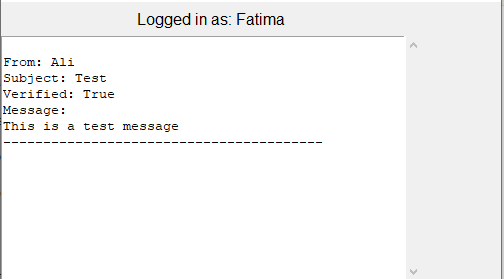 Logged in as: Fatima
From: Ali
Subject: Test
Verified: True
Message:
This is a test message
----------------------------------------